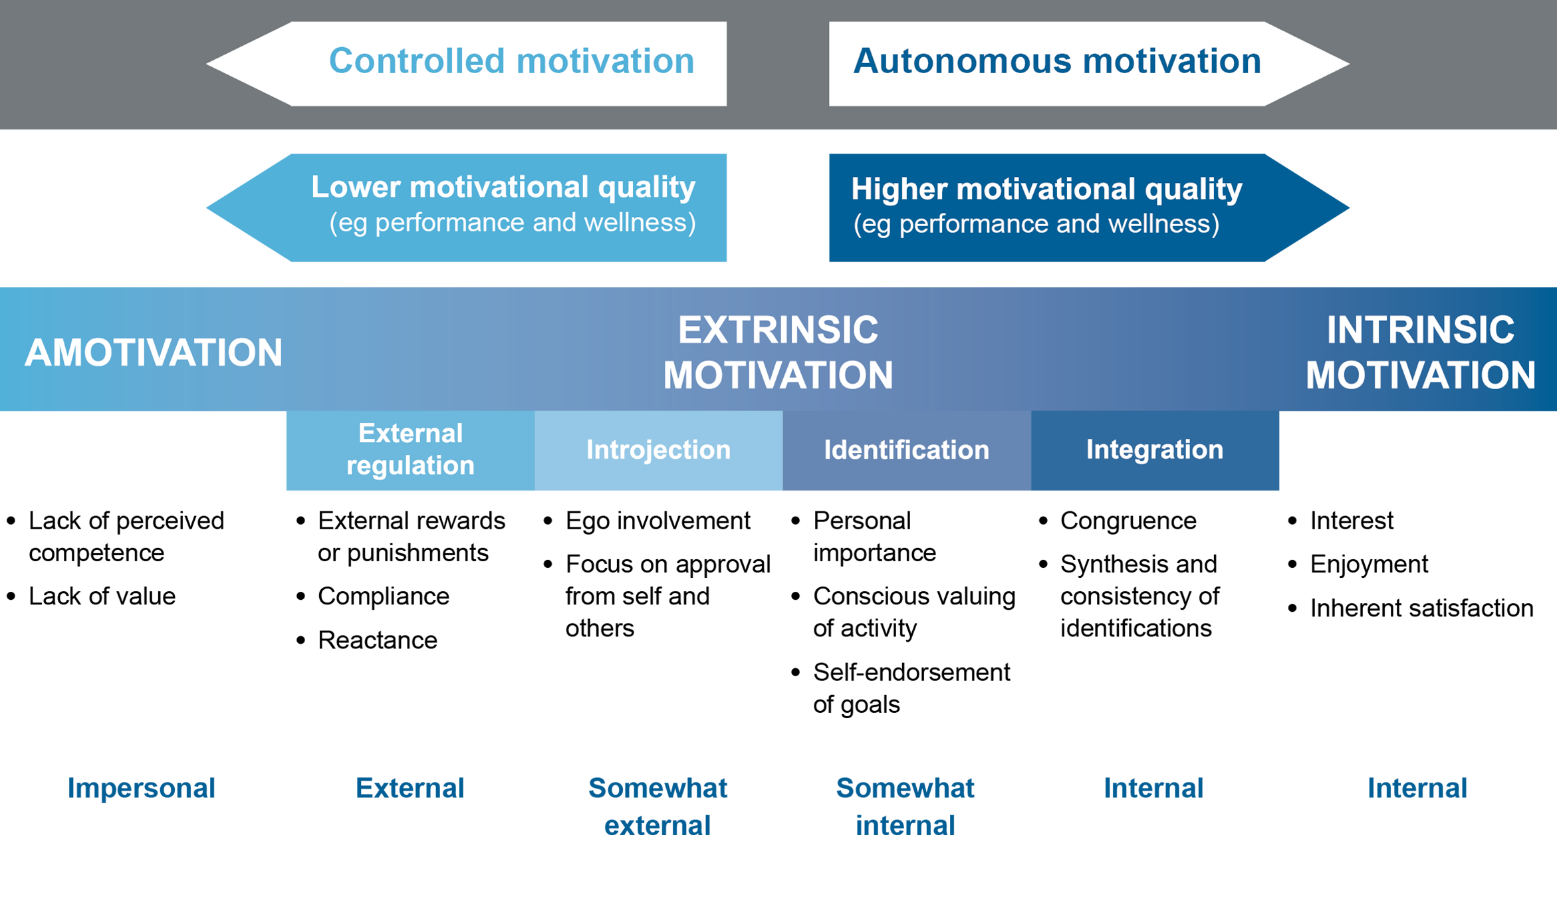 Controlled motivation
Autonomous motivation
Lower motivational quality
(eg performance and wellness)
Higher motivational quality
(eg performance and wellness)
AMOTIVATION
EXTRINSIC
MOTIVATION
INTRINSIC
MOTIVATION
External
regulation
Introjection
Identification
Integration
• Lack of perceived
competence
• Lack of value
• External rewards
or punishments
• Compliance
• Reactance
• Ego involvement
• Focus on approval
from self and
others
• Personal
importance
• Conscious valuing
of activity
• Self-endorsement
of goals
• Congruence
• Synthesis and
consistency of
identifications
• Interest
• Enjoyment
• Inherent satisfaction
Impersonal
External
Somewhat
external
Somewhat
internal
Internal
Internal